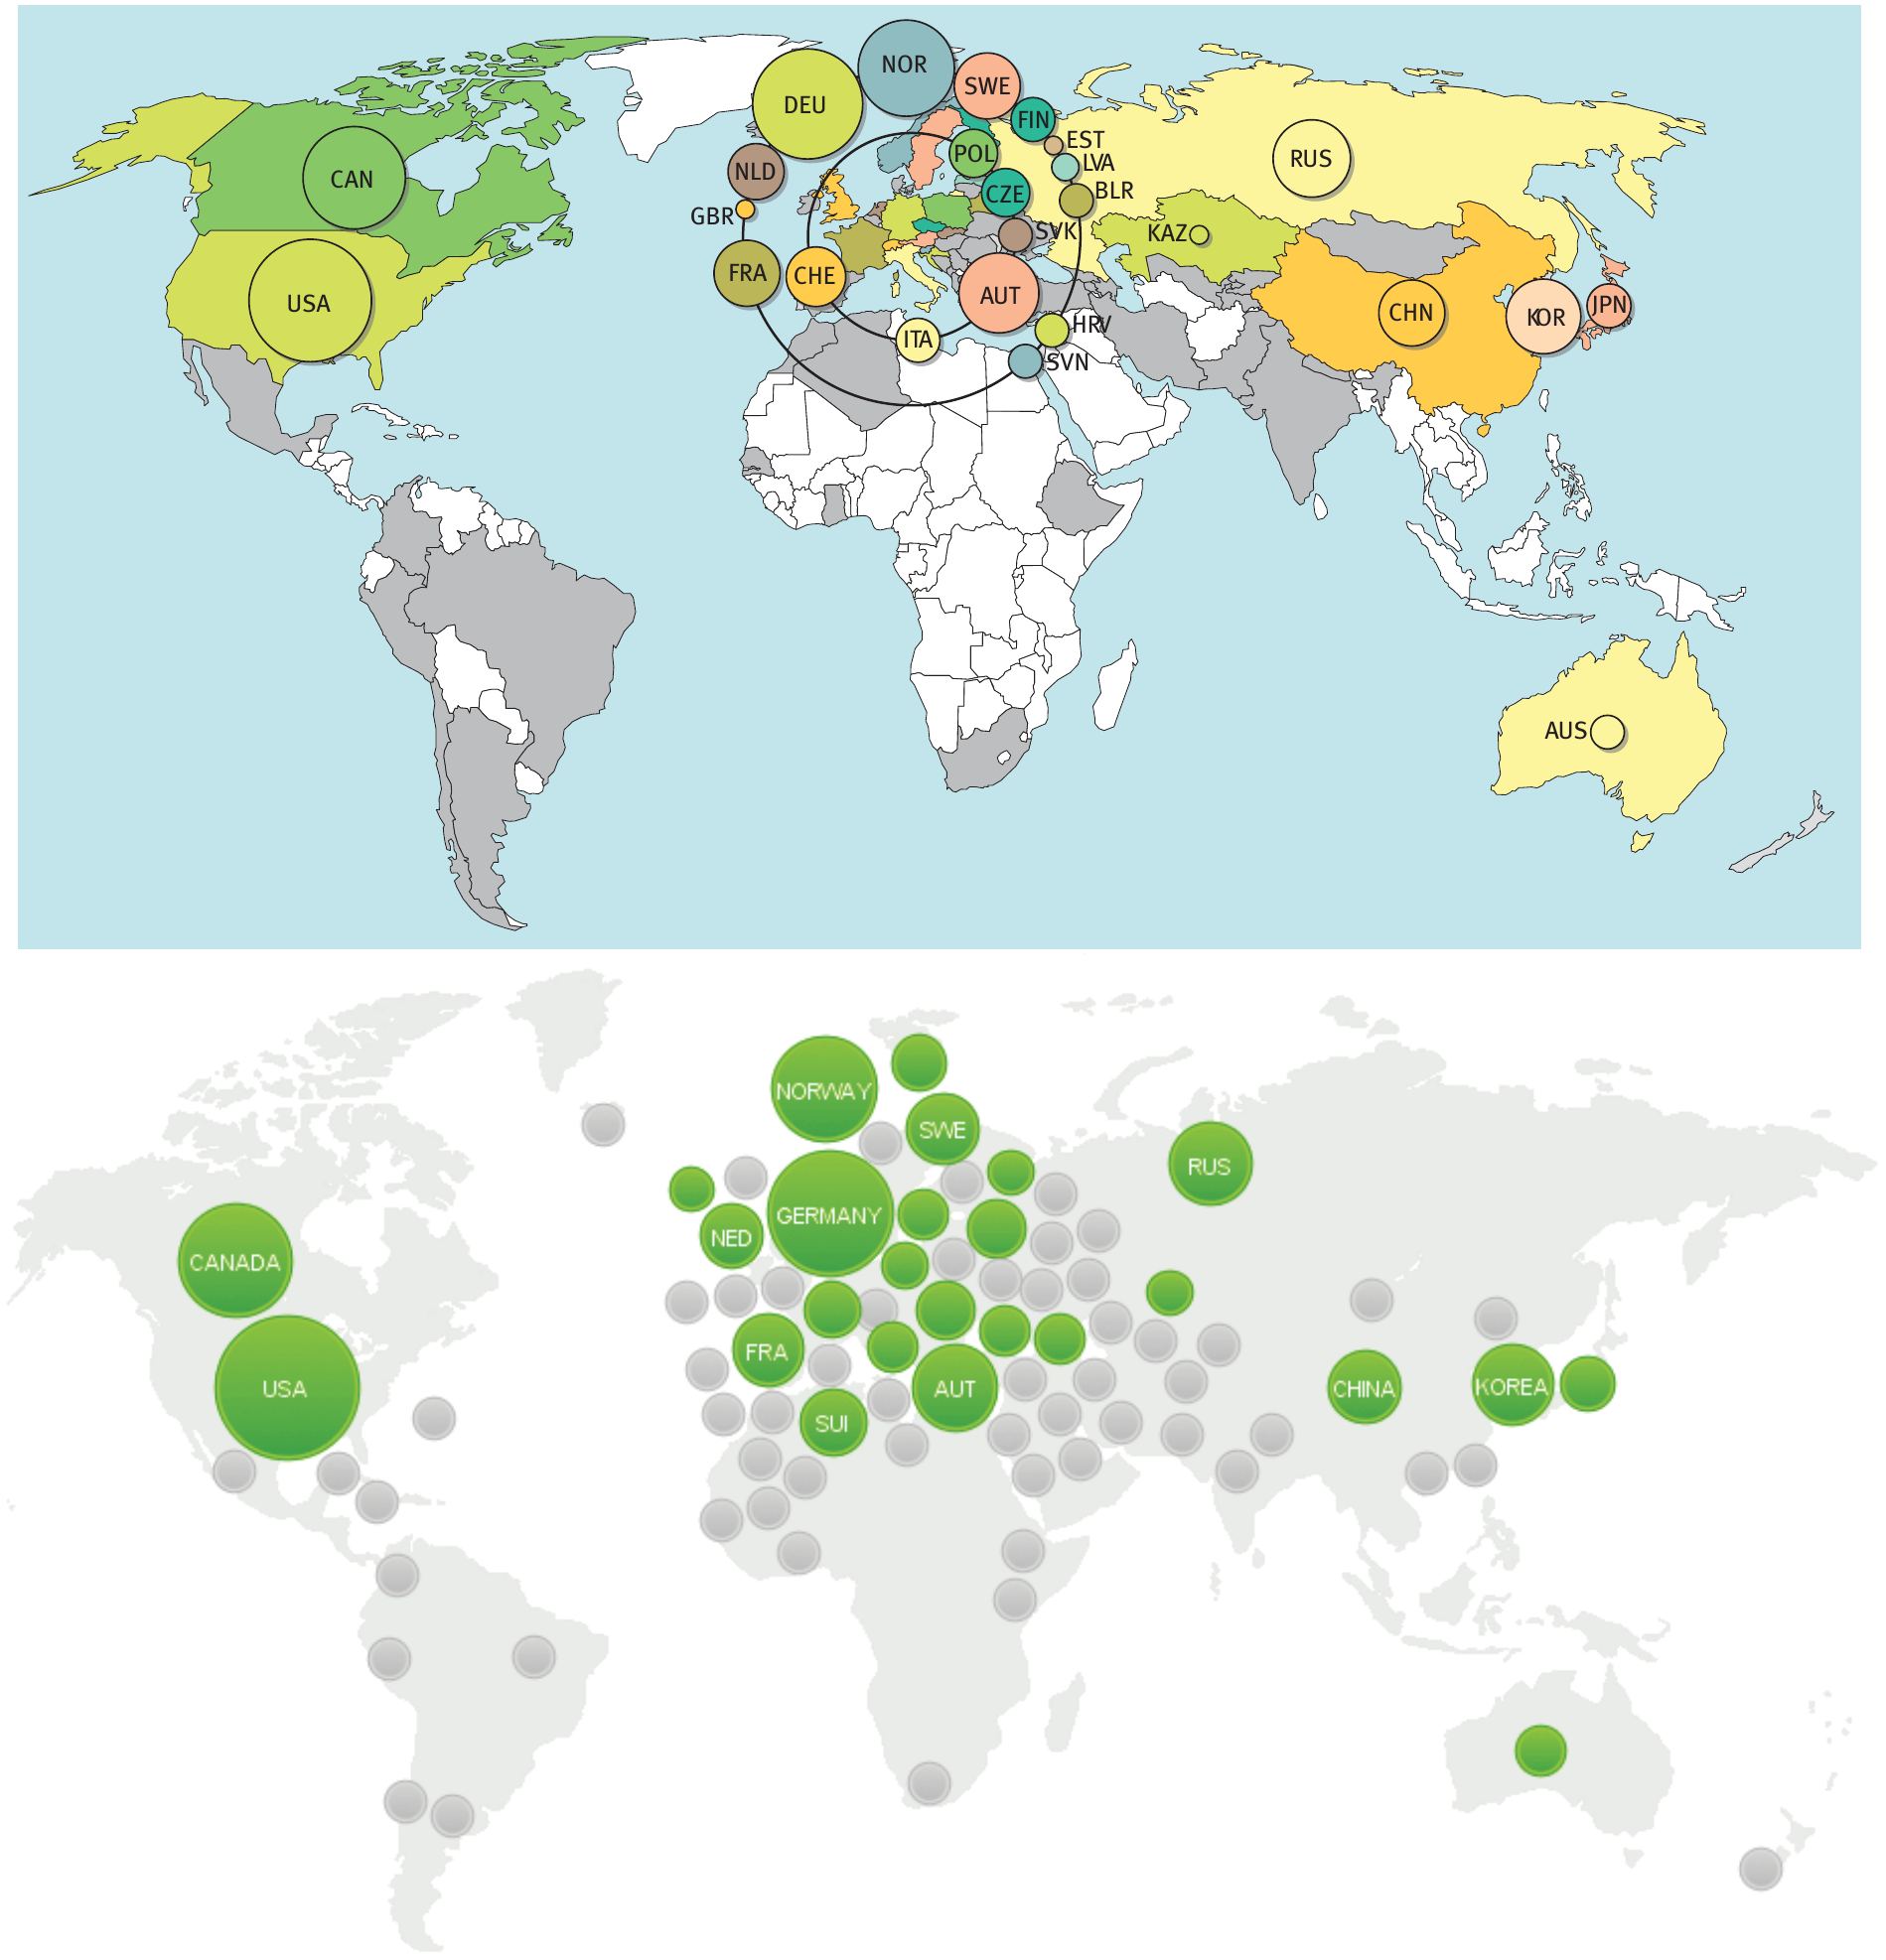 NOR
SWE
DEU
FIN
EST
POL
LVA
RUS
CAN
NLD
CZE
BLR
GBR
SVK
KAZ
FRA
CHE
AUT
USA
CHN
KOR
JPN
HRV
ITA
SVN
AUS
NORWAY
SWE
RUS
GERMANY
NED
CANADA
FRA
USA
AUT
CHINA
KOREA
SUI